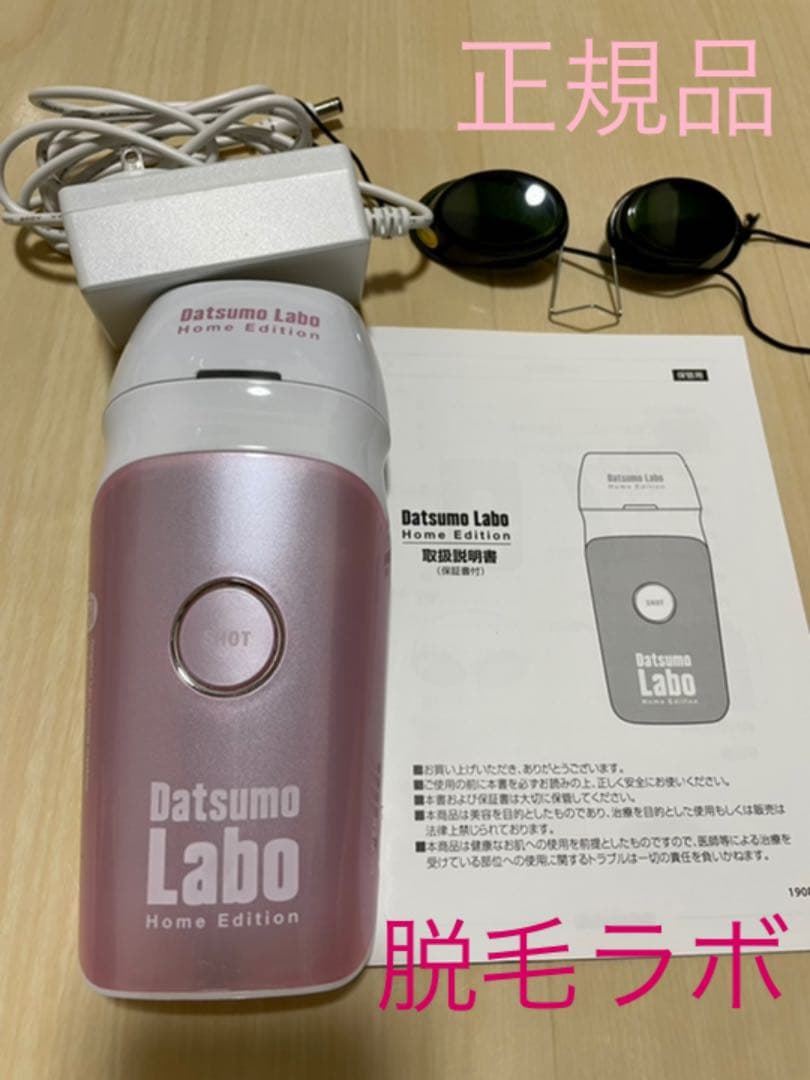 正規品
Datsumo Labo
Home Edition
保管用
Datsumo Labo
Home Edition
Datsumo Labo
Home Edition
取扱説明書
（保証書付）
SHOT
SHOT
Datsumo
Labo
Home Edition
Datsumo
Labo
Home Edition
■お買い上げいただき、ありがとうございます。
■ご使用の前に本書を必ずお読みの上、正しく安全にお使いください。
■本書および保証書は大切に保管してください。
■本商品は美容を目的としたものであり、治療を目的とした使用もしくは販売は
法律上禁じられております。
■本商品は健康なお肌への使用を前提としたものですので、医師等による治療を
受けている部位への使用に関するトラブルは一切の責任を負いかねます。
1908
脱毛ラボ